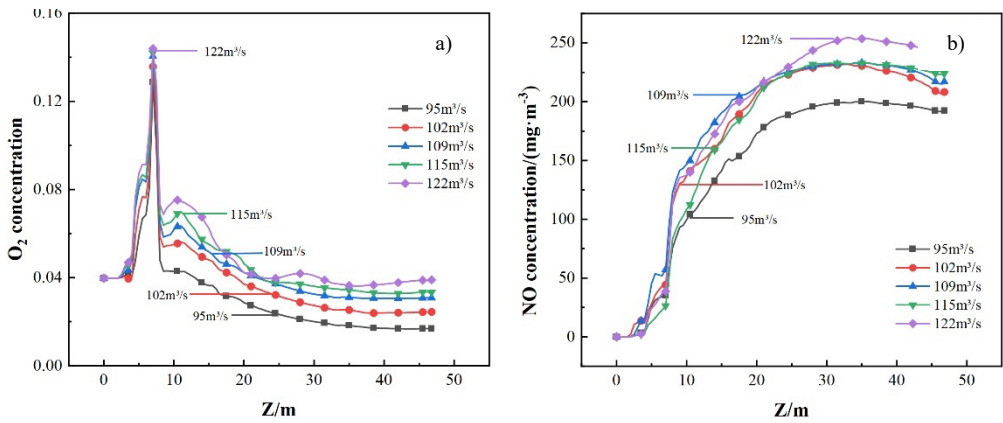 0.16
0.12
0.08
0.04
0.00
O₂ concentration
a)
122m³/s
95m³/s
102m³/s
109m³/s
115m³/s
122m³/s
115m³/s
109m³/s
102m³/s
95m³/s
0
10
20
30
40
50
Z/m
250
200
150
100
50
0
NO concentration/(mg·m⁻³)
b)
122m³/s
109m³/s
115m³/s
102m³/s
95m³/s
95m³/s
102m³/s
109m³/s
115m³/s
122m³/s
0
10
20
30
40
50
Z/m